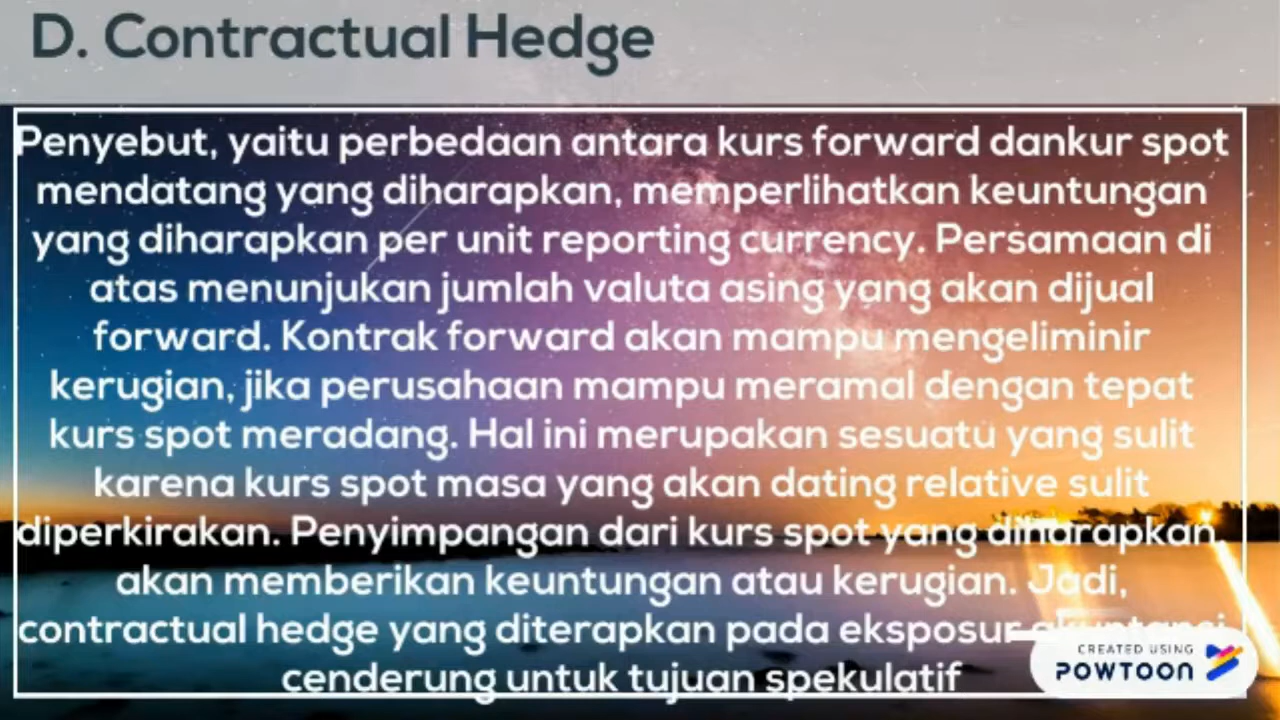 D. Contractual Hedge
Penyebut, yaitu perbedaan antara kurs forward dankur spot
mendatang yang diharapkan, memperlihatkan keuntungan
yang diharapkan per unit reporting currency. Persamaan di
atas menunjukan jumlah valuta asing yang akan dijual
forward. Kontrak forward akan mampu mengeliminir
kerugian, jika perusahaan mampu meramal dengan tepat
kurs spot meradang. Hal ini merupakan sesuatu yang sulit
karena kurs spot masa yang akan dating relative sulit
diperkirakan. Penyimpangan dari kurs spot yang diharapkan
akan memberikan keuntungan atau kerugian. Jadi,
contractual hedge yang diterapkan pada eksposur akuntansi
cenderung untuk tujuan spekulatif
CREATED USING
POWTOON